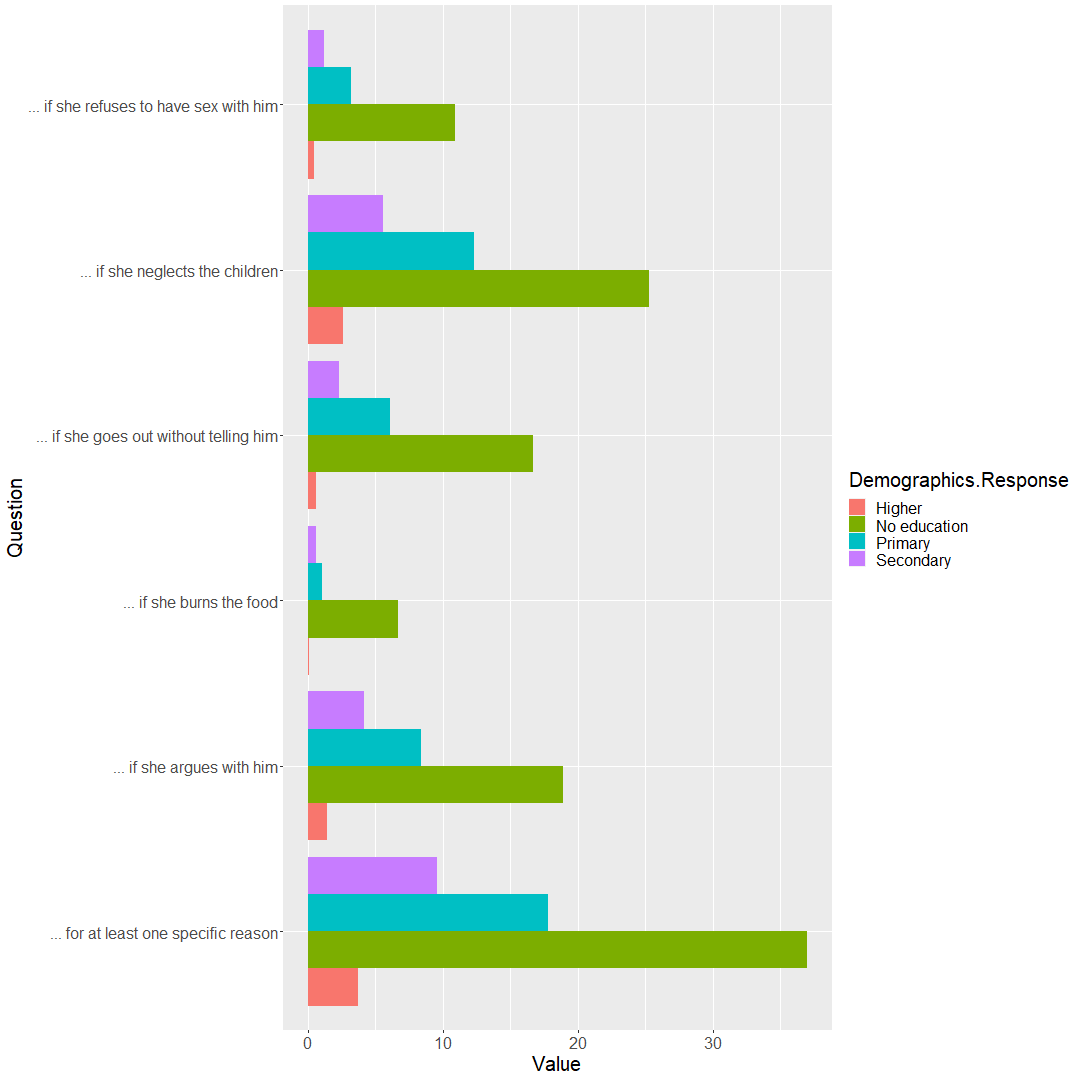 ... if she refuses to have sex with him
... if she neglects the children
... if she goes out without telling him
... if she burns the food
... if she argues with him
... for at least one specific reason
Question
0 10 20 30
Value
Demographics.Response
Higher
No education
Primary
Secondary